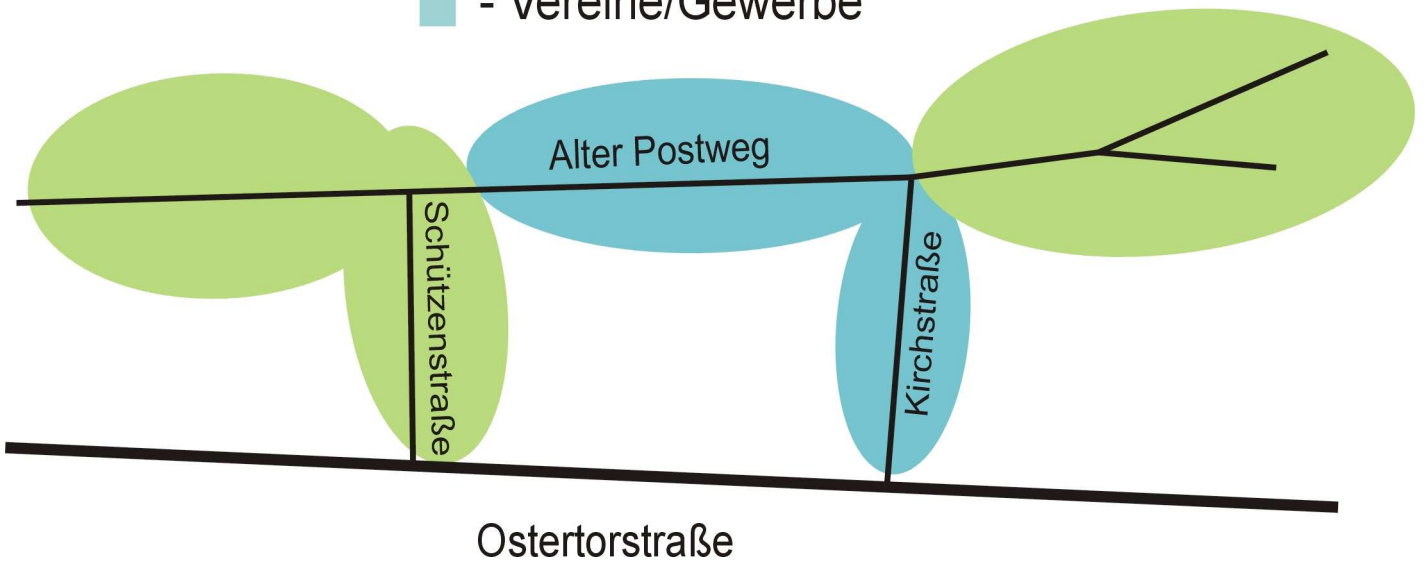 - Vereine/Gewerbe
Alter Postweg
Schützenstraße
Kirchstraße
Ostertorstraße